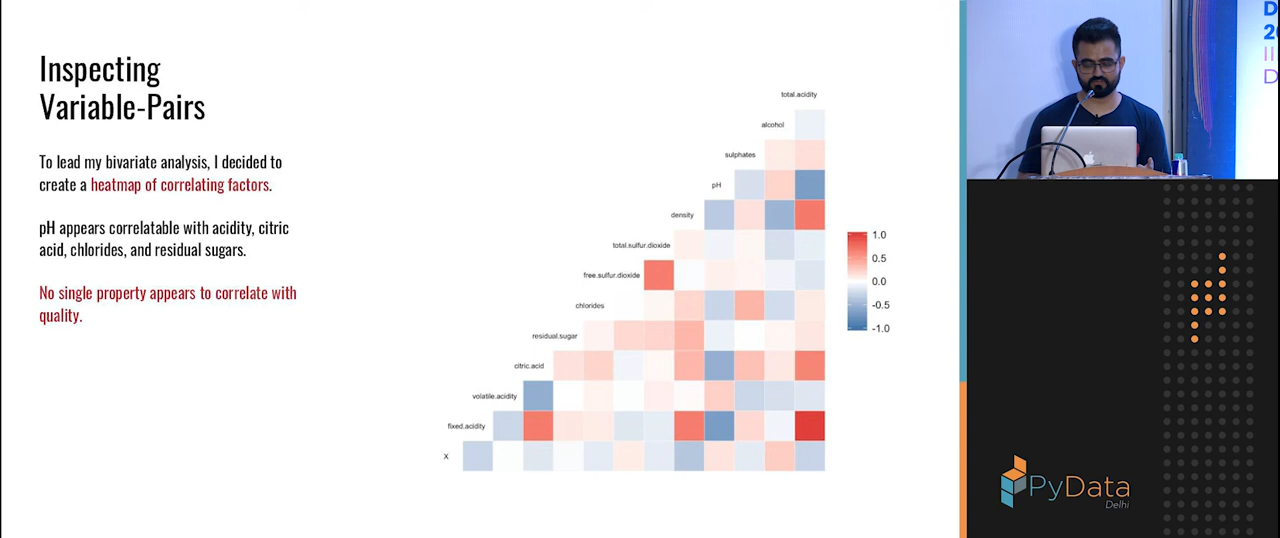 Inspecting
Variable-Pairs
To lead my bivariate analysis, I decided to
create a heatmap of correlating factors.
pH appears correlatable with acidity, citric
acid, chlorides, and residual sugars.
No single property appears to correlate with
quality.
total.acidity
alcohol
sulphates
pH
density
total.sulfur.dioxide
free.sulfur.dioxide
chlorides
residual.sugar
citric.acid
volatile.acidity
fixed.acidity
X
1.0
0.5
0.0
-0.5
-1.0
PyData
Delhi